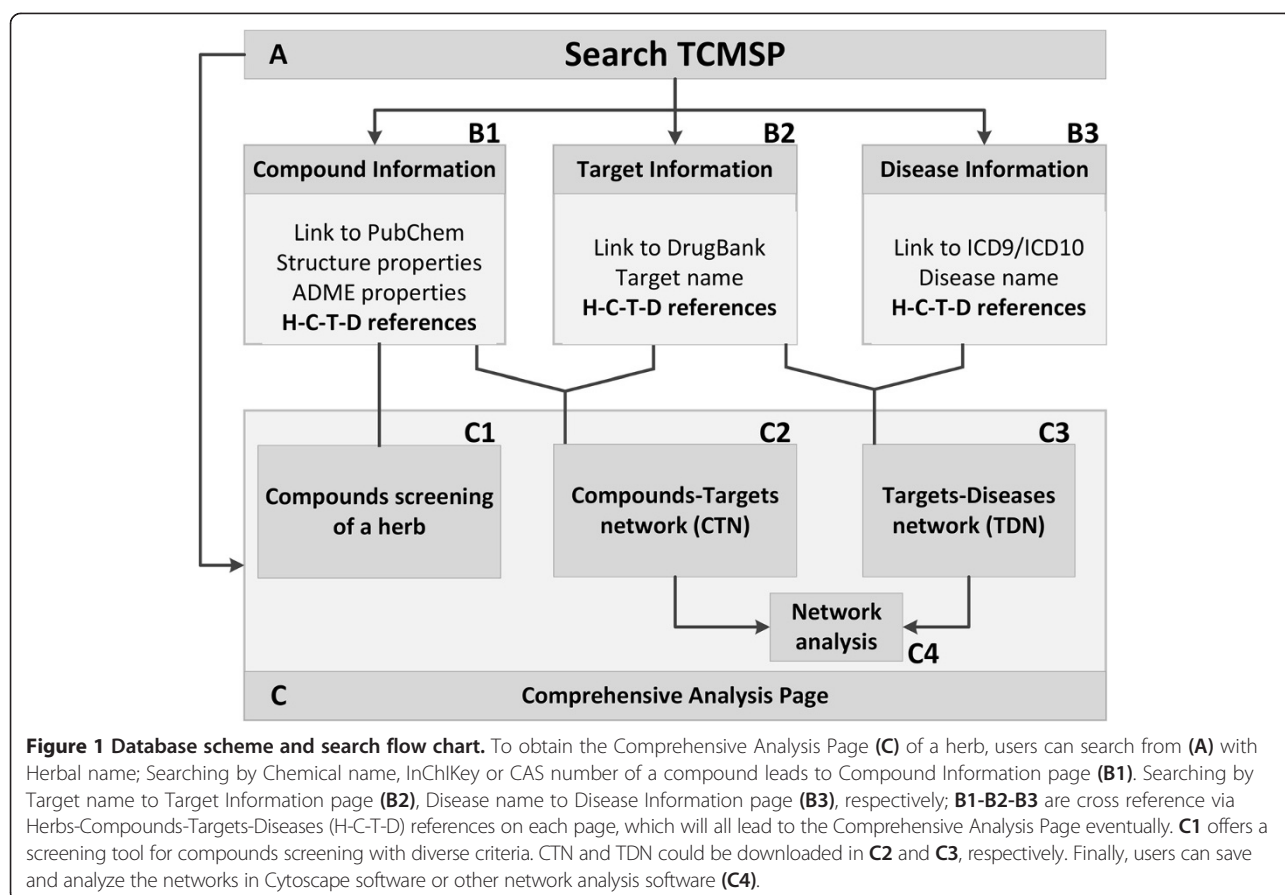 A
Search TCMSP
B1
B2
B3
Compound Information
Target Information
Disease Information
Link to PubChem
Structure properties
ADME properties
H-C-T-D references
Link to DrugBank
Target name
H-C-T-D references
Link to ICD9/ICD10
Disease name
H-C-T-D references
C1
C2
C3
Compounds screening
of a herb
Compounds-Targets
network (CTN)
Targets-Diseases
network (TDN)
Network
analysis
C4
C
Comprehensive Analysis Page
Figure 1 Database scheme and search flow chart. To obtain the Comprehensive Analysis Page (C) of a herb, users can search from (A) with
Herbal name; Searching by Chemical name, InChIKey or CAS number of a compound leads to Compound Information page (B1). Searching by
Target name to Target Information page (B2), Disease name to Disease Information page (B3), respectively; B1-B2-B3 are cross reference via
Herbs-Compounds-Targets-Diseases (H-C-T-D) references on each page, which will all lead to the Comprehensive Analysis Page eventually. C1 offers a
screening tool for compounds screening with diverse criteria. CTN and TDN could be downloaded in C2 and C3, respectively. Finally, users can save
and analyze the networks in Cytoscape software or other network analysis software (C4).